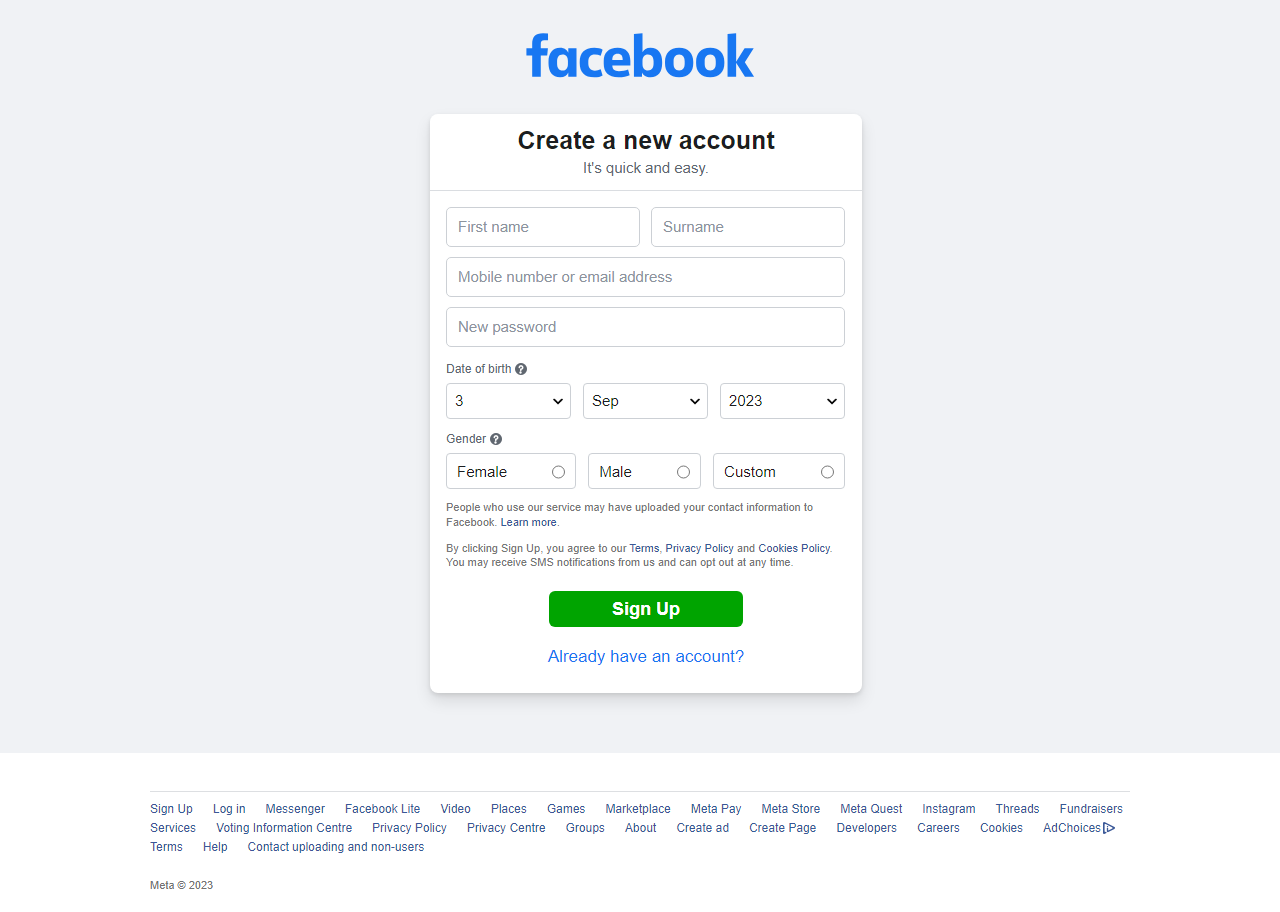 facebook
Create a new account
It's quick and easy.
First name Surname
Mobile number or email address
New password
Date of birth ?
3 Sep 2023
Gender ?
Female Male Custom
People who use our service may have uploaded your contact information to
Facebook. Learn more.
By clicking Sign Up, you agree to our Terms, Privacy Policy and Cookies Policy.
You may receive SMS notifications from us and can opt out at any time.
Sign Up
Already have an account?
Sign Up Log in Messenger Facebook Lite Video Places Games Marketplace Meta Pay Meta Store Meta Quest Instagram Threads Fundraisers
Services Voting Information Centre Privacy Policy Privacy Centre Groups About Create ad Create Page Developers Careers Cookies AdChoices
Terms Help Contact uploading and non-users
Meta © 2023